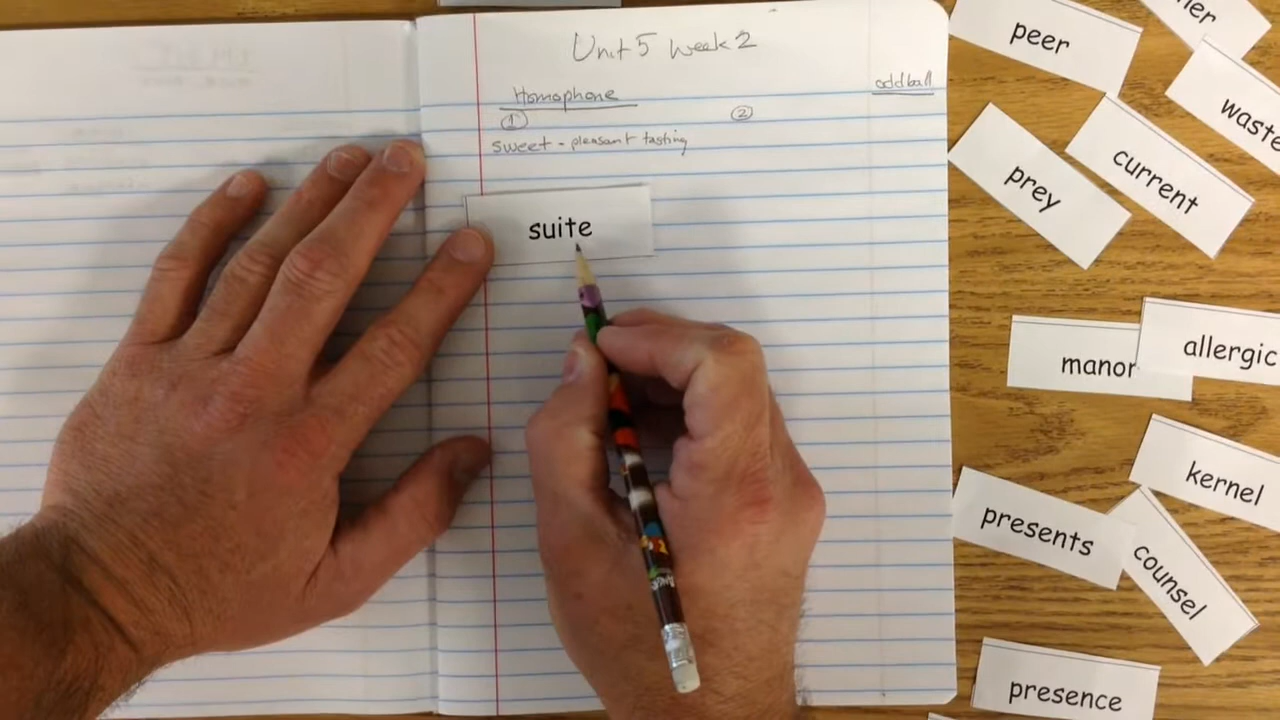 Unit 5 Week 2
Homophone
oddball
1
2
sweet - pleasant tasting
suite
peer
waste
current
prey
manor
allergic
kernel
presents
counsel
presence